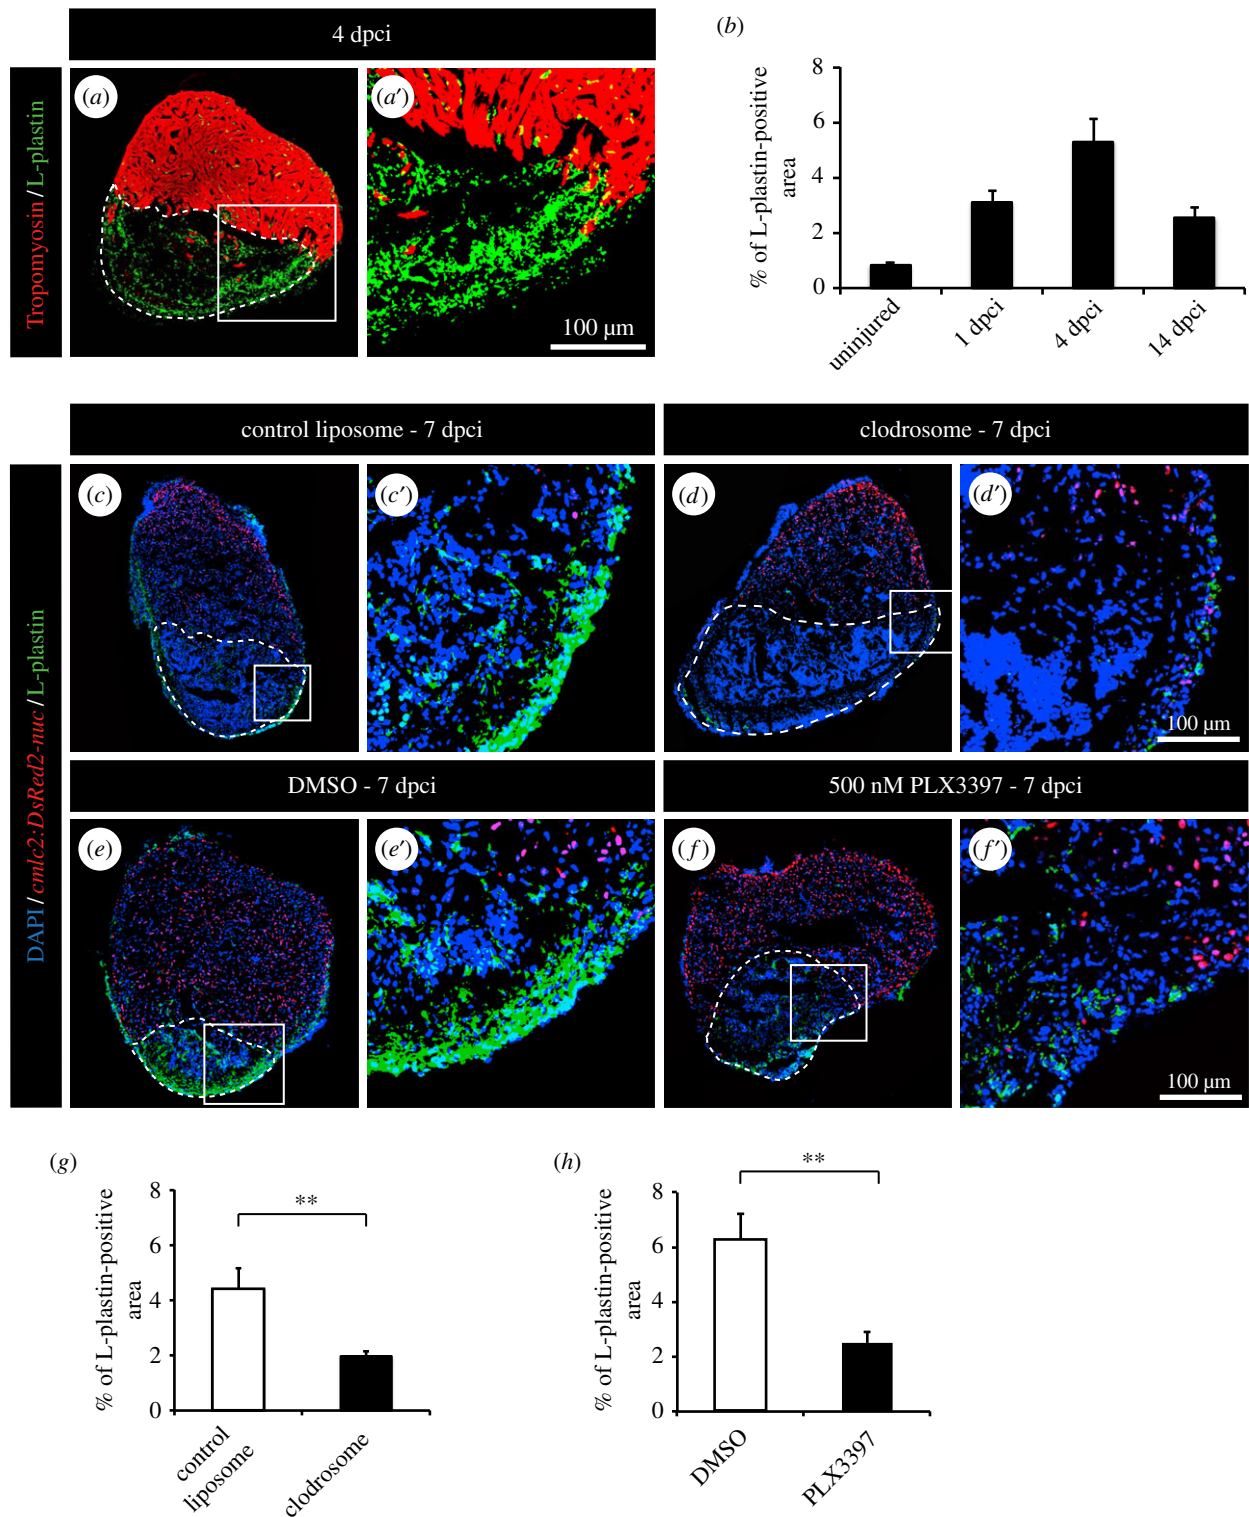 4 dpci
Tropomyosin / L-plastin
(a)
(a′)
100 µm
(b)
% of L-plastin-positive
area
8
6
4
2
0
uninjured
1 dpci
4 dpci
14 dpci
control liposome - 7 dpci
clodrosome - 7 dpci
DAPI / cmlc2:DsRed2-nuc / L-plastin
(c)
(c′)
(d)
(d′)
100 µm
DMSO - 7 dpci
500 nM PLX3397 - 7 dpci
(e)
(e′)
(f)
(f′)
100 µm
(g)
% of L-plastin-positive
area
8
6
4
2
0
**
control
liposome
clodrosome
(h)
% of L-plastin-positive
area
8
6
4
2
0
**
DMSO
PLX3397